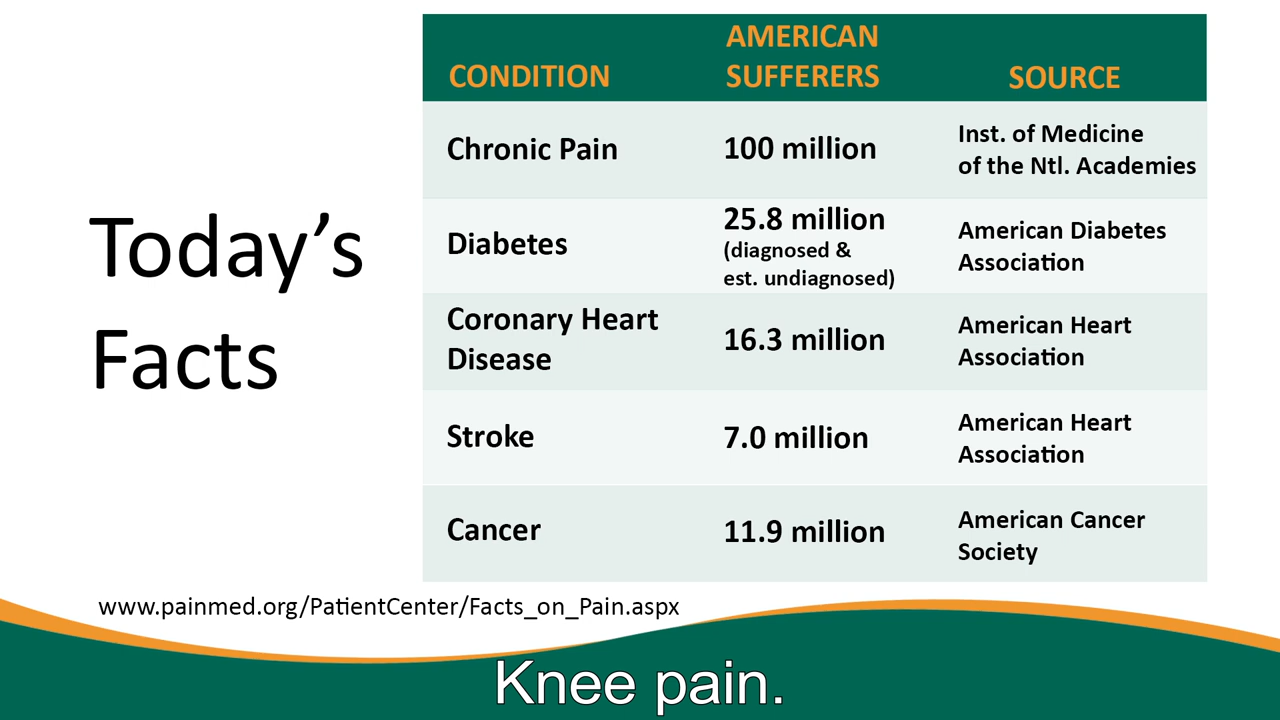 Today's
Facts
CONDITION
AMERICAN
SUFFERERS
SOURCE
Chronic Pain
100 million
Inst. of Medicine
of the Ntl. Academies
Diabetes
25.8 million
(diagnosed &
est. undiagnosed)
American Diabetes
Association
Coronary Heart
Disease
16.3 million
American Heart
Association
Stroke
7.0 million
American Heart
Association
Cancer
11.9 million
American Cancer
Society
www.painmed.org/PatientCenter/Facts_on_Pain.aspx
Knee pain.